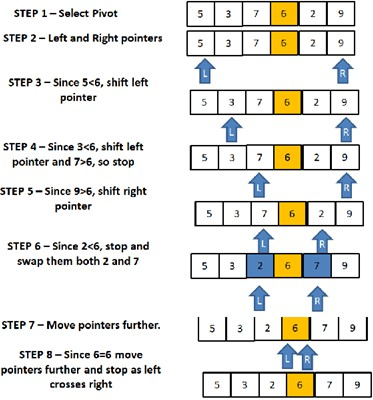 STEP 1 – Select Pivot
5 3 7 6 2 9
STEP 2 – Left and Right pointers
5 3 7 6 2 9
L R
STEP 3 – Since 5<6, shift left
pointer
5 3 7 6 2 9
L R
STEP 4 – Since 3<6, shift left
pointer and 7>6, so stop
5 3 7 6 2 9
L R
STEP 5 – Since 9>6, shift right
pointer
5 3 7 6 2 9
L R
STEP 6 – Since 2<6, stop and
swap them both 2 and 7
5 3 2 6 7 9
L R
STEP 7 – Move pointers further.
5 3 2 6 7 9
L R
STEP 8 – Since 6=6 move
pointers further and stop as left
crosses right
5 3 2 6 7 9